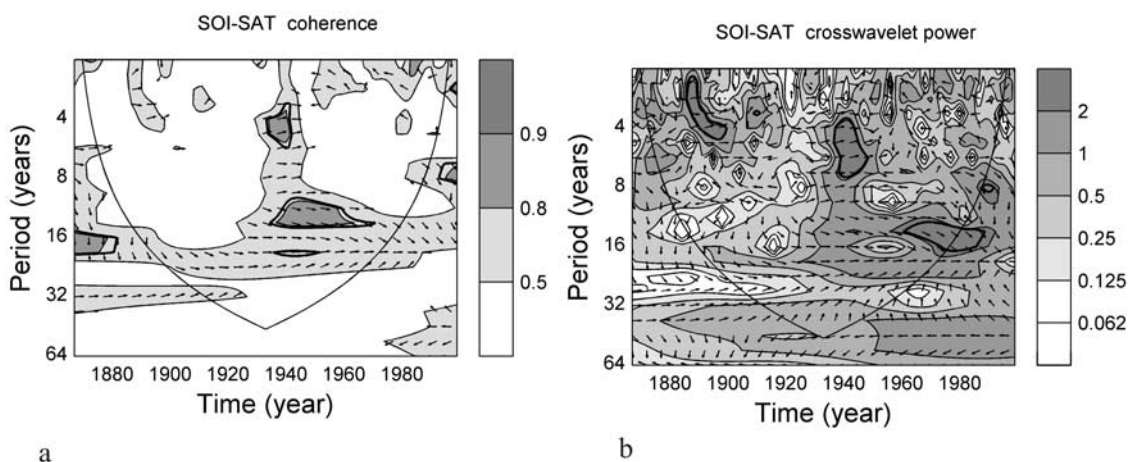 SOI-SAT coherence
Period (years)
4
8
16
32
64
1880 1900 1920 1940 1960 1980
Time (year)
0.9
0.8
0.5
a
SOI-SAT crosswavelet power
Period (years)
4
8
16
32
64
1880 1900 1920 1940 1960 1980
Time (year)
2
1
0.5
0.25
0.125
0.062
b